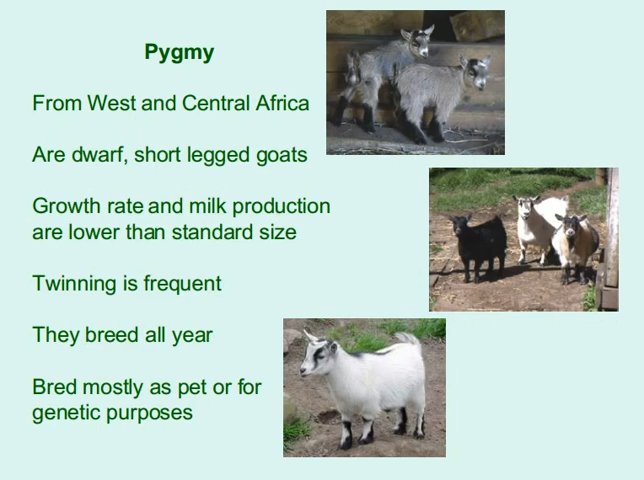 Pygmy
From West and Central Africa
Are dwarf, short legged goats
Growth rate and milk production
are lower than standard size
Twinning is frequent
They breed all year
Bred mostly as pet or for
genetic purposes